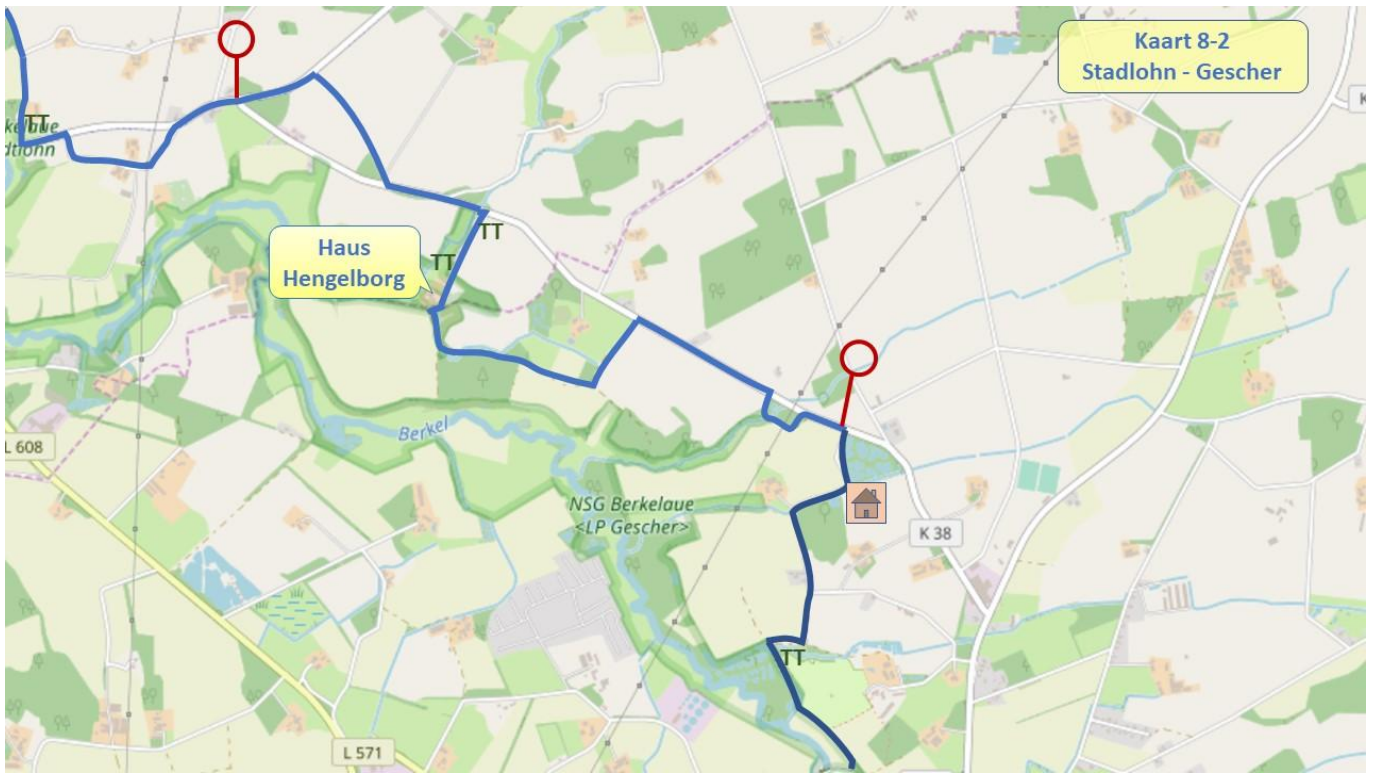 Kaart 8-2
Stadlohn - Gescher
TT
TT
Haus
Hengelborg
TT
Berkel
L 608
NSG Berkelaue
<LP Gescher>
K 38
TT
L 571